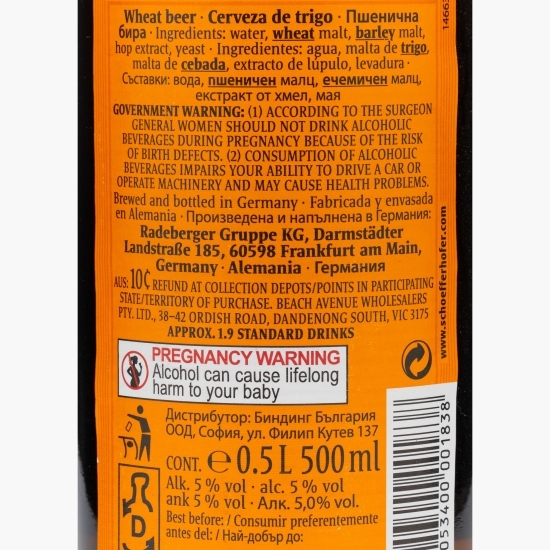 Wheat beer · Cerveza de trigo · Пшенична
бира · Ingredients: water, wheat malt, barley malt,
hop extract, yeast · Ingredientes: agua, malta de trigo,
malta de cebada, extracto de lúpulo, levadura ·
Съставки: вода, пшеничен малц, ечемичен малц,
екстракт от хмел, мая
GOVERNMENT WARNING: (1) ACCORDING TO THE SURGEON
GENERAL WOMEN SHOULD NOT DRINK ALCOHOLIC
BEVERAGES DURING PREGNANCY BECAUSE OF THE RISK
OF BIRTH DEFECTS. (2) CONSUMPTION OF ALCOHOLIC
BEVERAGES IMPAIRS YOUR ABILITY TO DRIVE A CAR OR
OPERATE MACHINERY AND MAY CAUSE HEALTH PROBLEMS.
Brewed and bottled in Germany · Fabricada y envasada
en Alemania · Произведена и напълнена в Германия:
Radeberger Gruppe KG, Darmstädter
Landstraße 185, 60598 Frankfurt am Main,
Germany · Alemania · Германия
AUS: 10¢ REFUND AT COLLECTION DEPOTS/POINTS IN PARTICIPATING
STATE/TERRITORY OF PURCHASE. BEACH AVENUE WHOLESALERS
PTY. LTD., 38–42 ORDISH ROAD, DANDENONG SOUTH, VIC 3175
APPROX. 1.9 STANDARD DRINKS
PREGNANCY WARNING
Alcohol can cause lifelong
harm to your baby
Дистрибутор: Биндинг България
ООД, София, ул. Филип Кутев 137
CONT. ℮ 0.5 L 500 ml
Alk. 5 % vol · alc. 5 % vol
ank 5 % vol · Алк. 5,0% vol
Best before: / Consumir preferentemente
antes del: / Най-добър до:
D
www.schoefferhofer.com
053400 001838